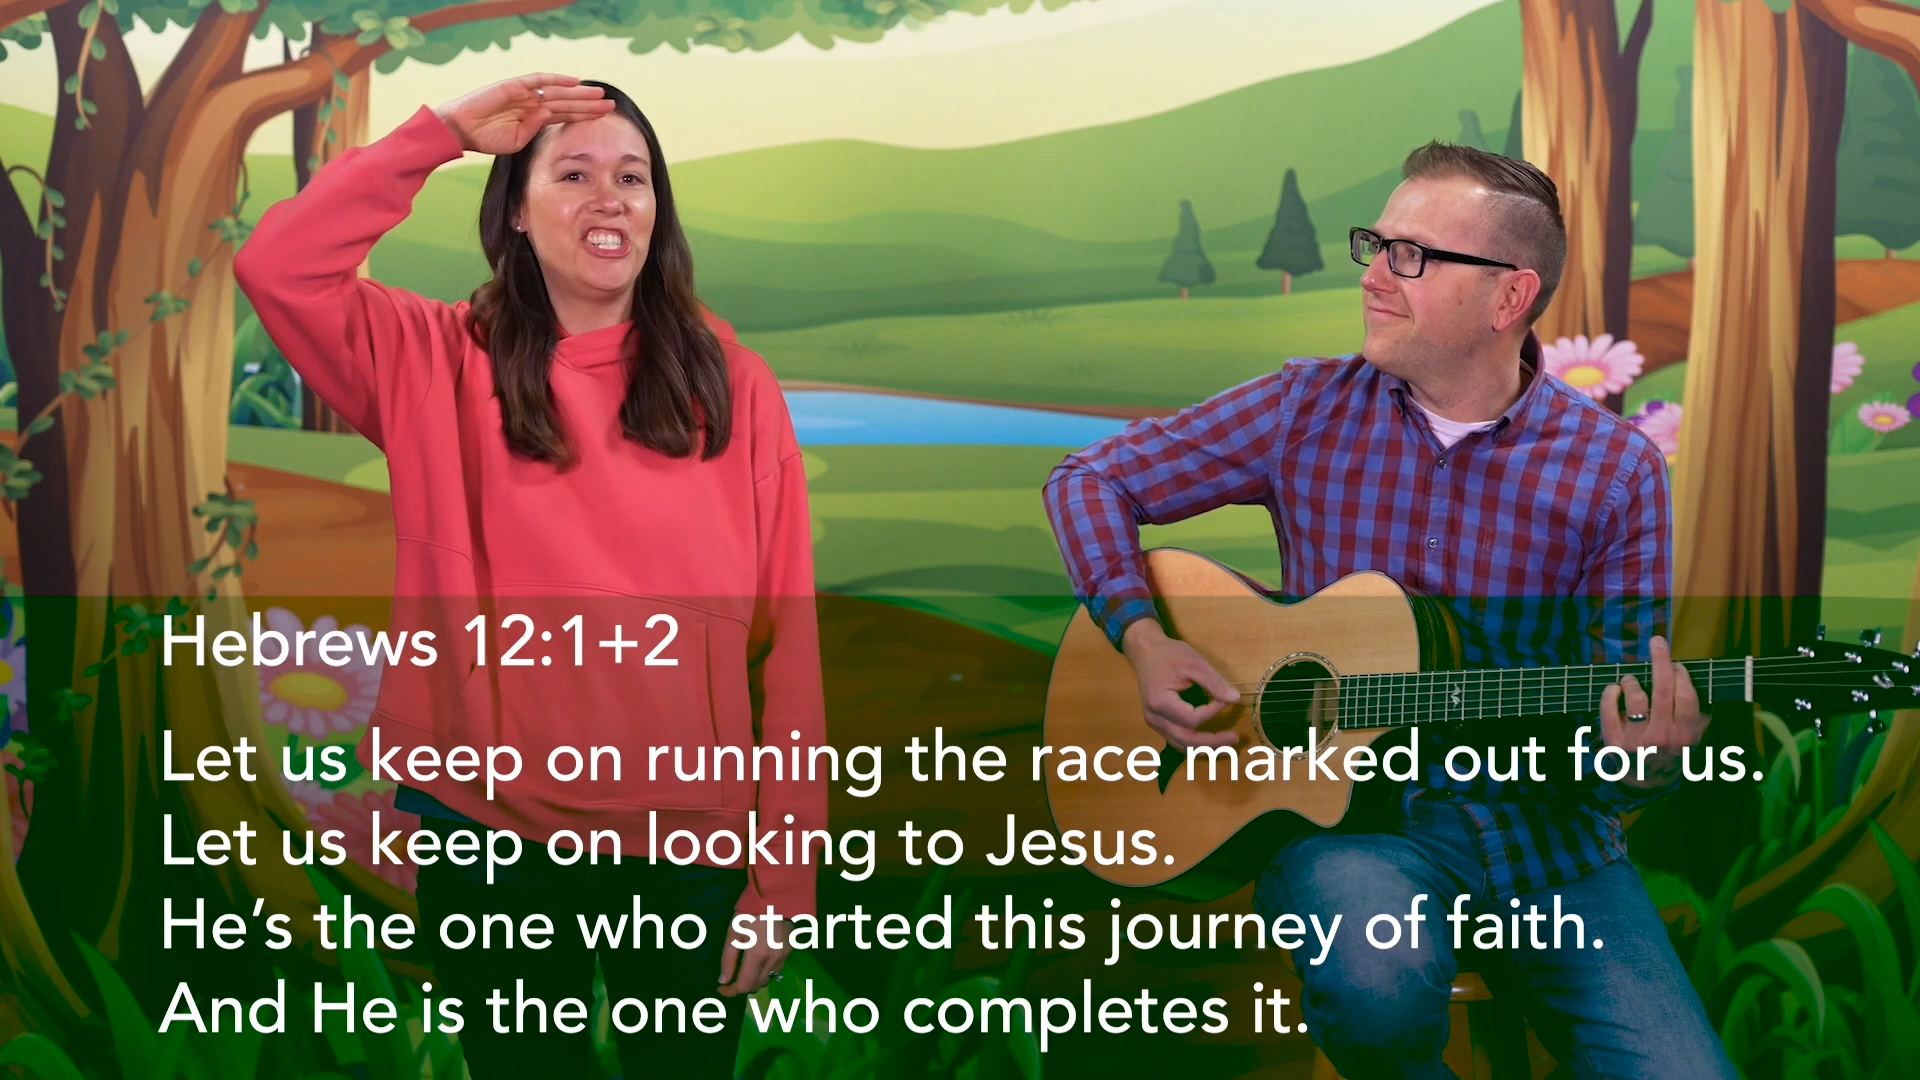 Hebrews 12:1+2
Let us keep on running the race marked out for us.
Let us keep on looking to Jesus.
He’s the one who started this journey of faith.
And He is the one who completes it.